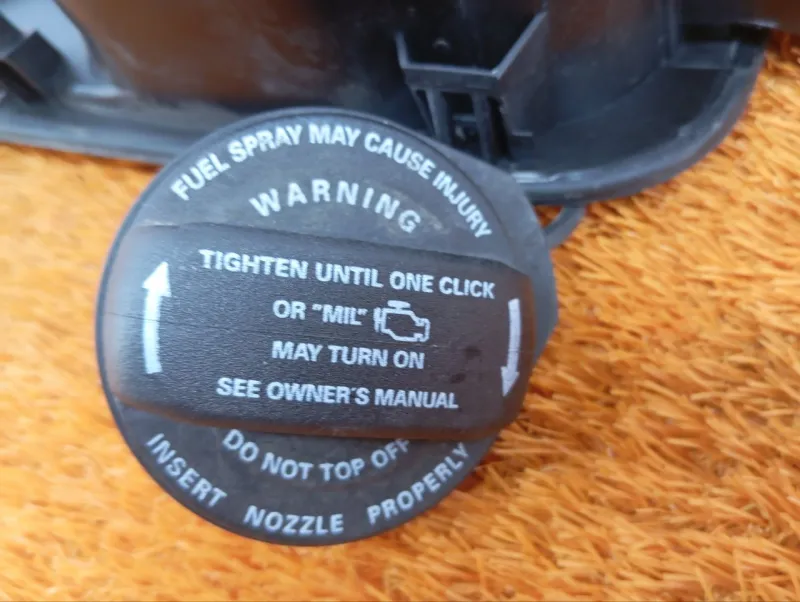 FUEL SPRAY MAY CAUSE INJURY
WARNING
TIGHTEN UNTIL ONE CLICK
OR "MIL"
MAY TURN ON
SEE OWNER'S MANUAL
DO NOT TOP OFF
INSERT NOZZLE PROPERLY